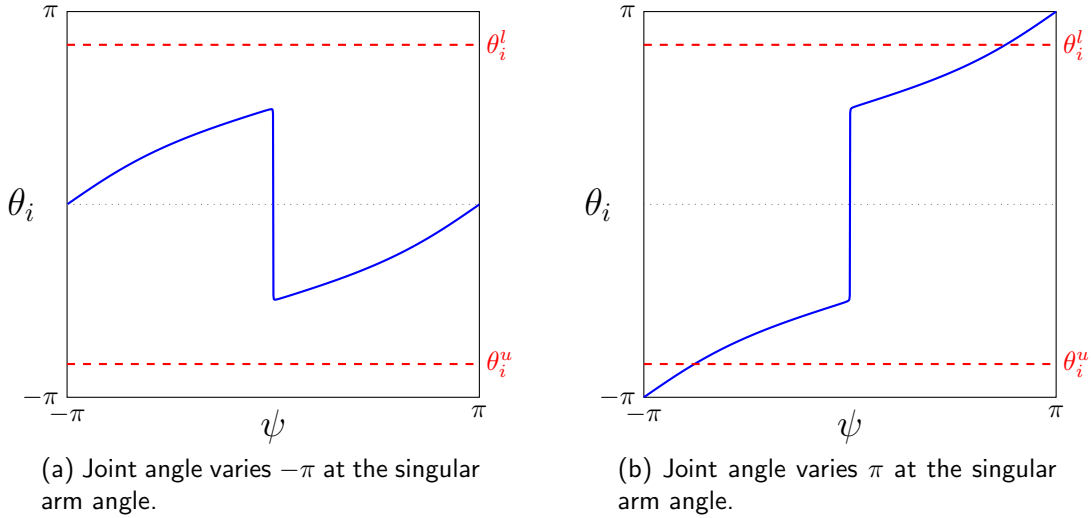 π
θ_i^l
θ_i
θ_i^u
−π
−π
π
ψ
(a) Joint angle varies −π at the singular
arm angle.
π
θ_i^l
θ_i
θ_i^u
−π
−π
π
ψ
(b) Joint angle varies π at the singular
arm angle.